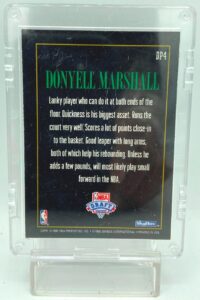 DP4
DONYELL MARSHALL
Lanky player who can do it at both ends of the
floor. Quickness is his biggest asset. Runs the
court very well. Scores a lot of points close-in
to the basket. Good leaper with long arms,
both of which help his rebounding. Unless he
adds a few pounds, will most likely play small
forward in the NBA.
NBA
DRAFT
SkyBox